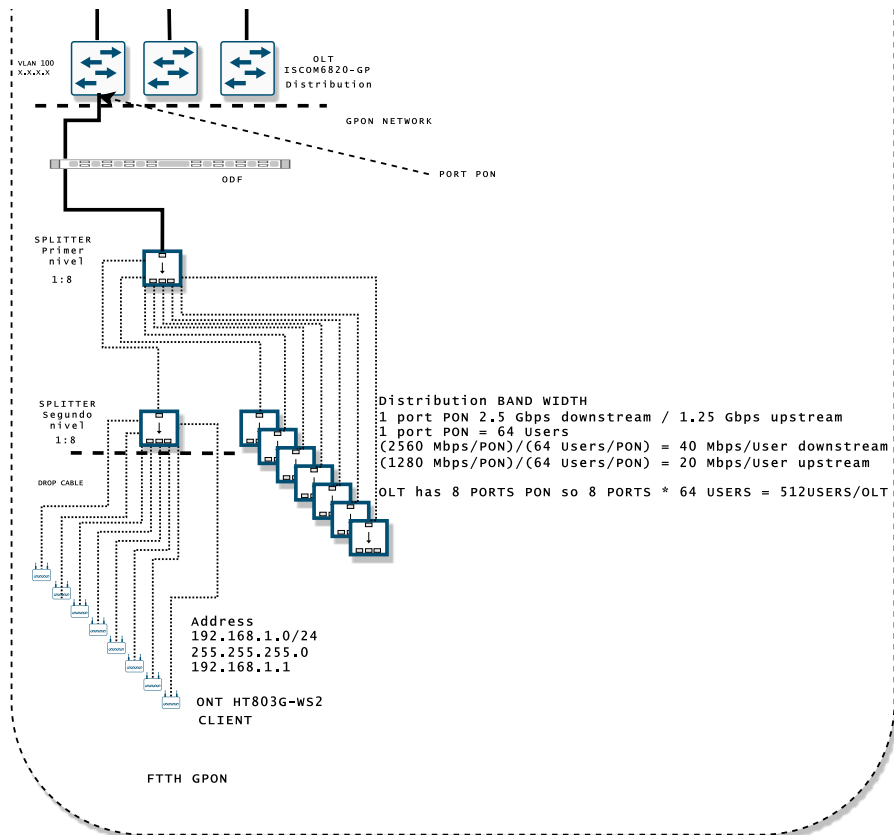 VLAN 100
X.X.X.X
OLT
ISCOM6820-GP
Distribution
GPON NETWORK
PORT PON
ODF
SPLITTER
Primer
nivel
1:8
SPLITTER
Segundo
nivel
1:8
Distribution BAND WIDTH
1 port PON 2.5 Gbps downstream / 1.25 Gbps upstream
1 port PON = 64 Users
(2560 Mbps/PON)/(64 Users/PON) = 40 Mbps/User downstream
(1280 Mbps/PON)/(64 Users/PON) = 20 Mbps/User upstream
OLT has 8 PORTS PON so 8 PORTS * 64 USERS = 512USERS/OLT
DROP CABLE
Address
192.168.1.0/24
255.255.255.0
192.168.1.1
ONT HT803G-WS2
CLIENT
FTTH GPON